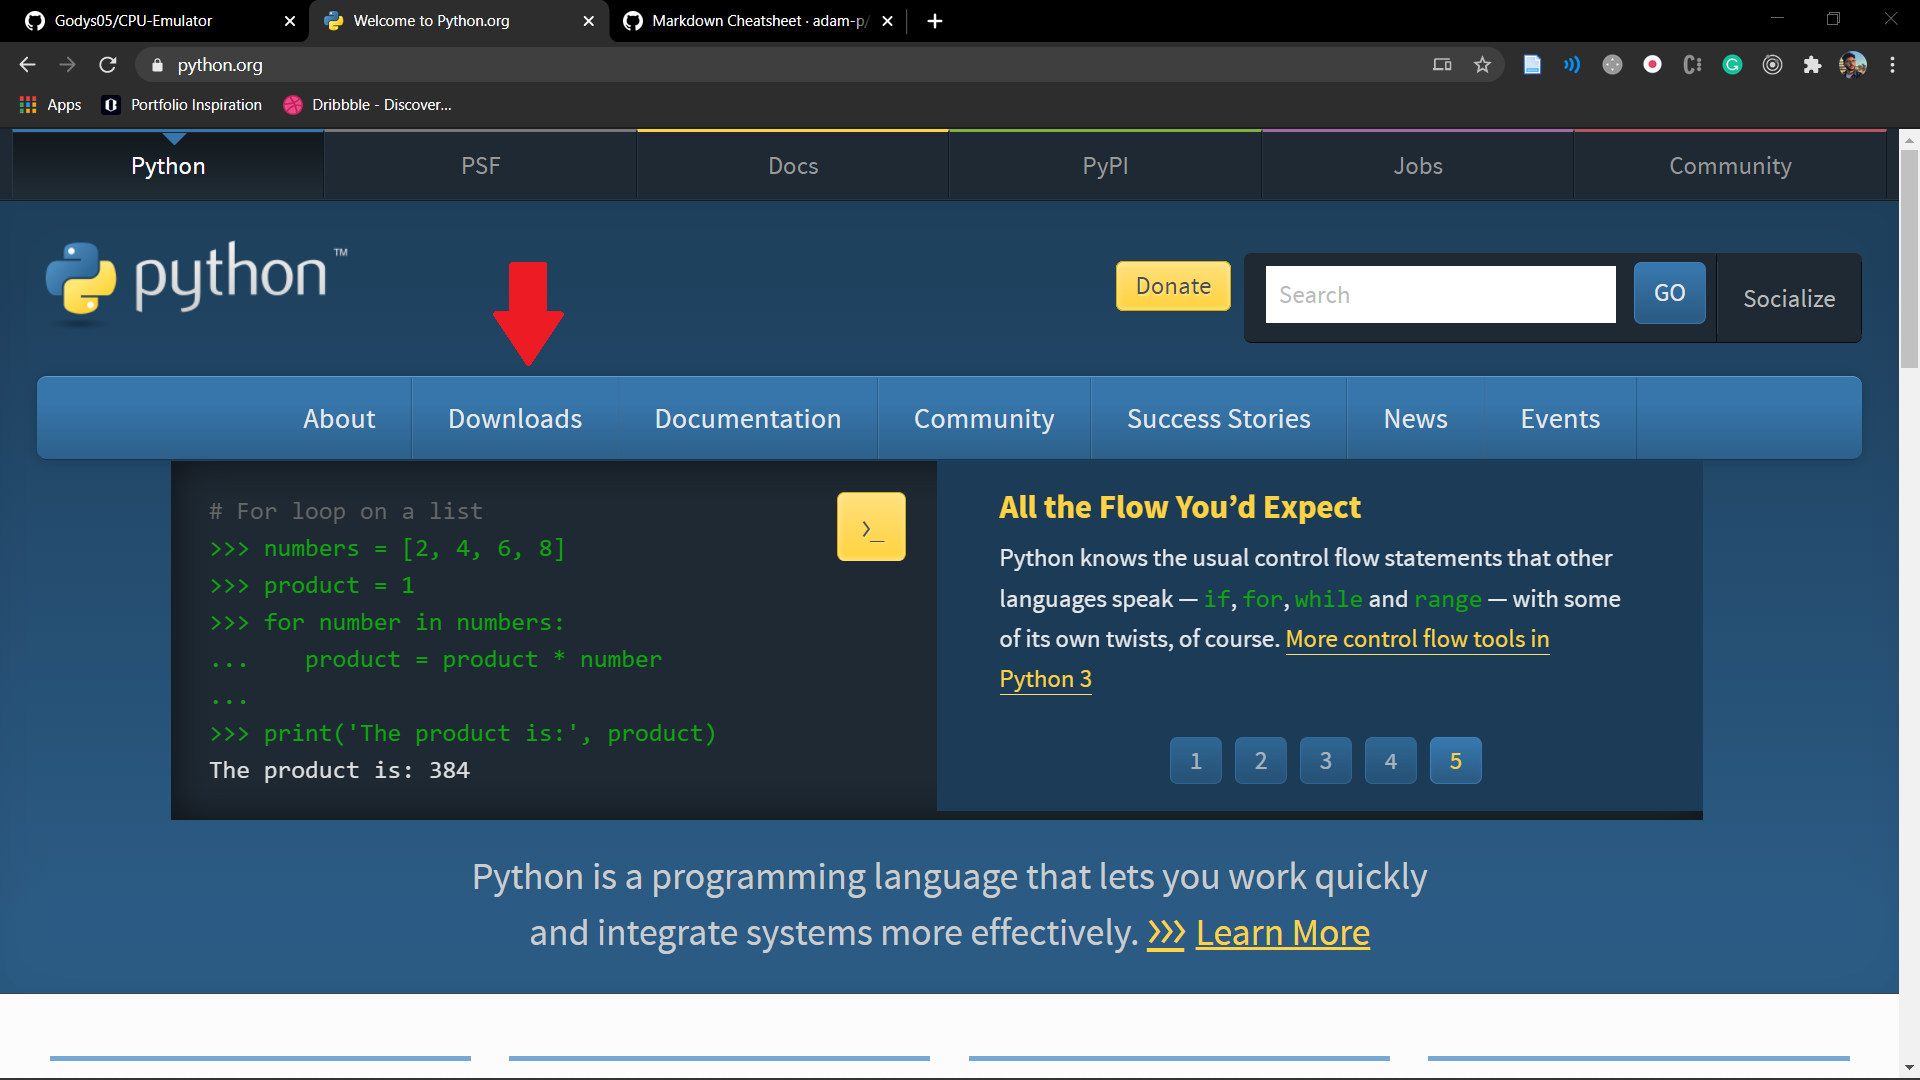 Godys05/CPU-Emulator
Welcome to Python.org
Markdown Cheatsheet · adam-p/
python.org
Apps
Portfolio Inspiration
Dribbble - Discover...
Python
PSF
Docs
PyPI
Jobs
Community
python™
Donate
Search
GO
Socialize
About
Downloads
Documentation
Community
Success Stories
News
Events
# For loop on a list
>>> numbers = [2, 4, 6, 8]
>>> product = 1
>>> for number in numbers:
...    product = product * number
...
>>> print('The product is:', product)
The product is: 384
>_
All the Flow You’d Expect
Python knows the usual control flow statements that other
languages speak — if, for, while and range — with some
of its own twists, of course. More control flow tools in
Python 3
1 2 3 4 5
Python is a programming language that lets you work quickly
and integrate systems more effectively. >>> Learn More